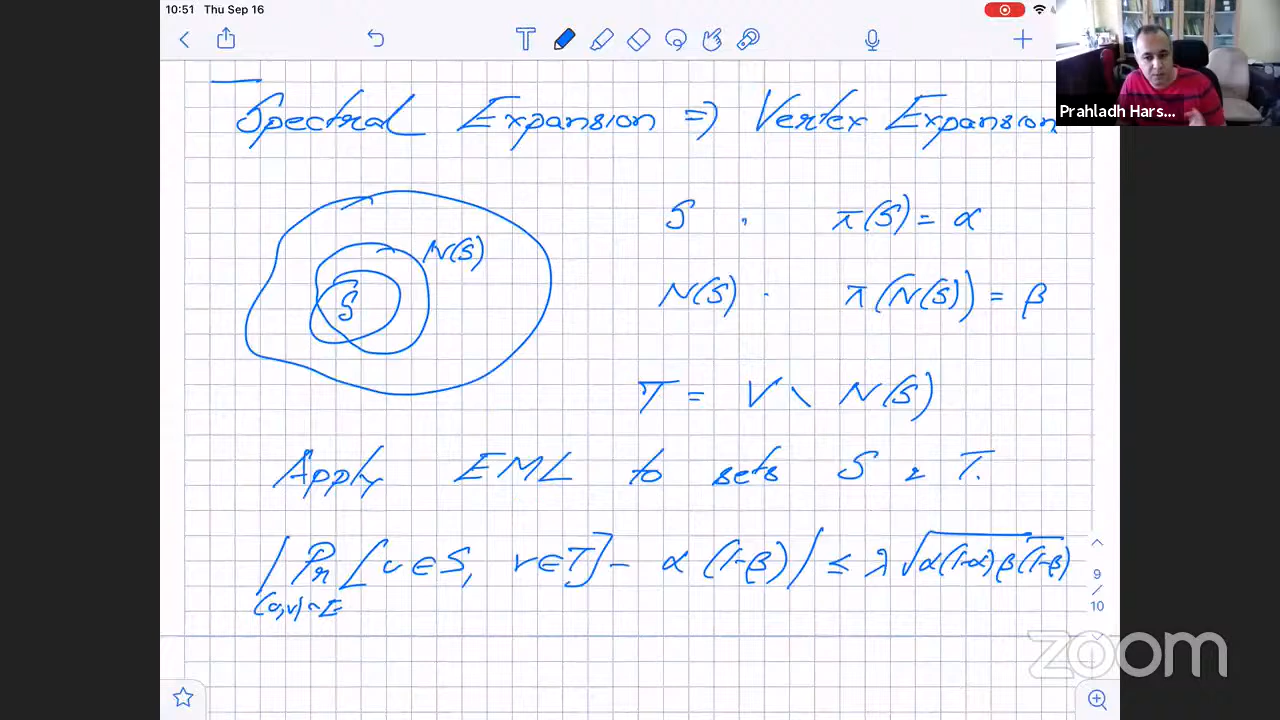 10:51 Thu Sep 16
Prahladh Hars...
Spectral Expansion ⇒ Vertex Expansion
N(S)
S
S . π(S) = α
N(S) . π(N(S)) = β
T = V \ N(S)
Apply EML to sets S & T.
| Pr [u∈S, v∈T] - α(1-β) | ≤ λ √α(1-α)β(1-β)
(u,v)~E
9
/
10
zoom